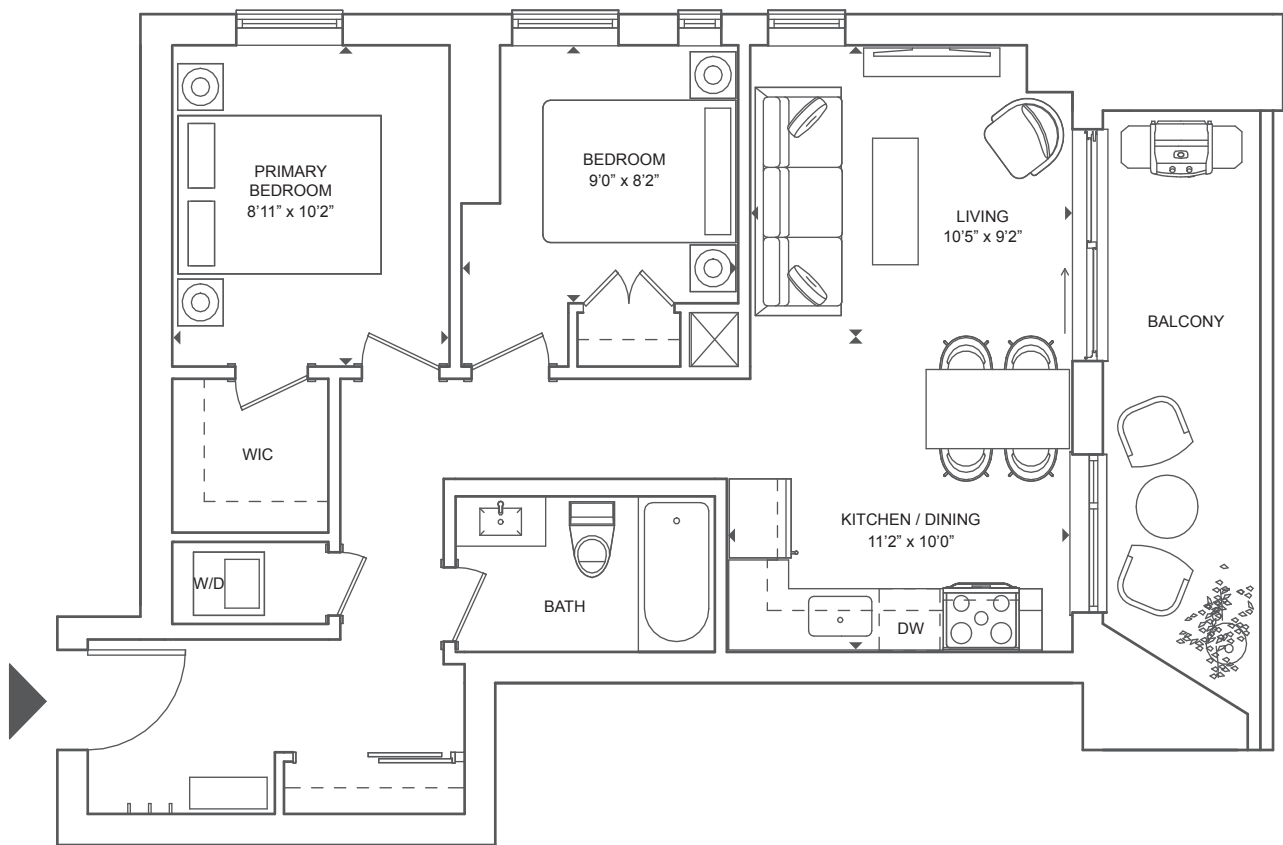 PRIMARY
BEDROOM
8’11” x 10’2”
BEDROOM
9’0” x 8’2”
LIVING
10’5” x 9’2”
BALCONY
WIC
KITCHEN / DINING
11’2” x 10’0”
W/D
BATH
DW